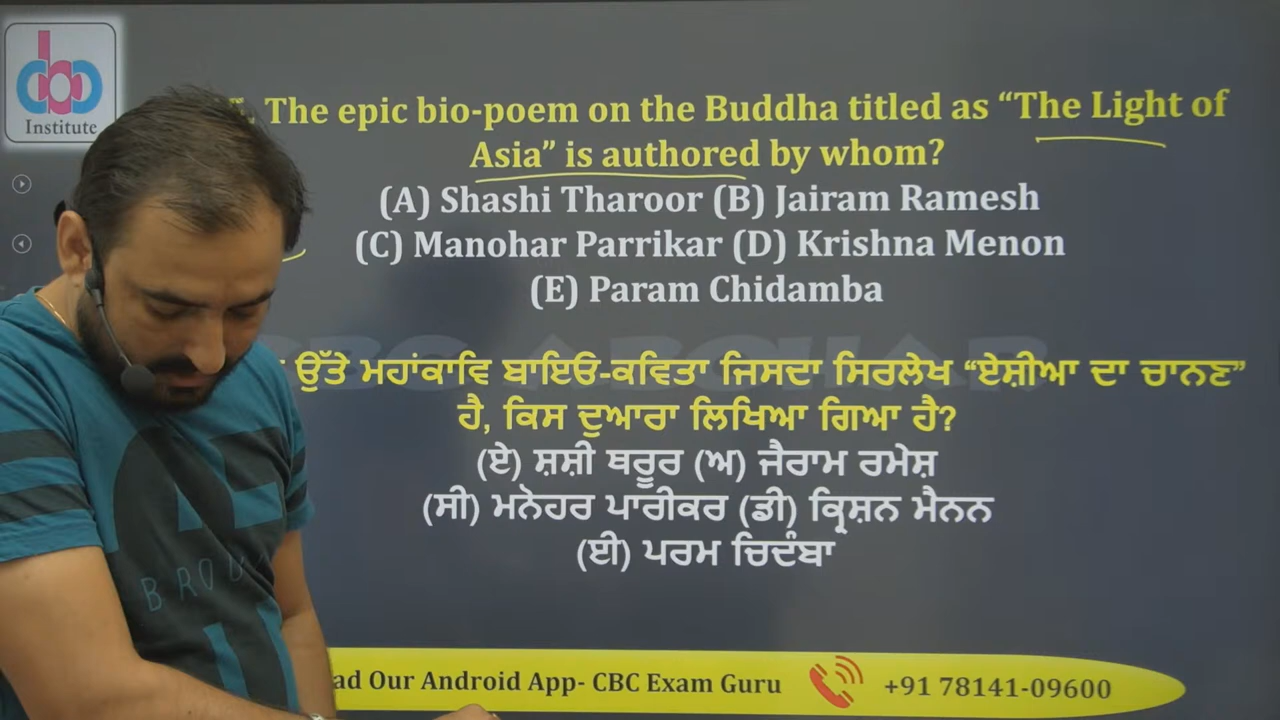 Institute
The epic bio-poem on the Buddha titled as “The Light of
Asia” is authored by whom?
(A) Shashi Tharoor (B) Jairam Ramesh
(C) Manohar Parrikar (D) Krishna Menon
(E) Param Chidamba
ਉੱਤੇ ਮਹਾਂਕਾਵਿ ਬਾਇਓ-ਕਵਿਤਾ ਜਿਸਦਾ ਸਿਰਲੇਖ “ਏਸ਼ੀਆ ਦਾ ਚਾਨਣ”
ਹੈ, ਕਿਸ ਦੁਆਰਾ ਲਿਖਿਆ ਗਿਆ ਹੈ?
(ਏ) ਸ਼ਸ਼ੀ ਥਰੂਰ (ਅ) ਜੈਰਾਮ ਰਮੇਸ਼
(ਸੀ) ਮਨੋਹਰ ਪਾਰੀਕਰ (ਡੀ) ਕ੍ਰਿਸ਼ਨ ਮੈਨਨ
(ਈ) ਪਰਮ ਚਿਦੰਬਾ
Our Android App- CBC Exam Guru
+91 78141-09600